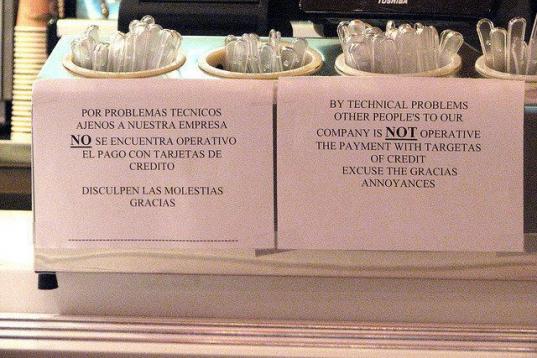 TOSHIBA
POR PROBLEMAS TECNICOS
AJENOS A NUESTRA EMPRESA
NO SE ENCUENTRA OPERATIVO
EL PAGO CON TARJETAS DE
CREDITO
DISCULPEN LAS MOLESTIAS
GRACIAS
BY TECHNICAL PROBLEMS
OTHER PEOPLE'S TO OUR
COMPANY IS NOT OPERATIVE
THE PAYMENT WITH TARGETAS
OF CREDIT
EXCUSE THE GRACIAS
ANNOYANCES